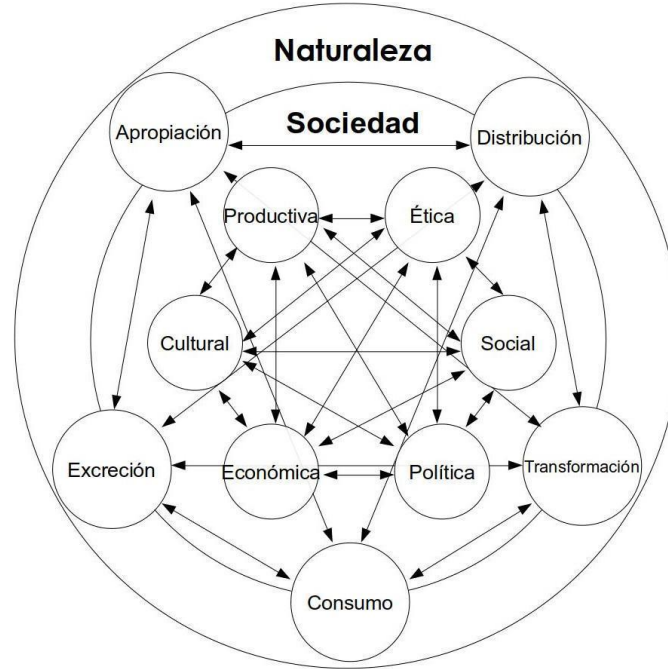 Naturaleza
Apropiación
Sociedad
Distribución
Productiva
Ética
Cultural
Social
Excreción
Económica
Política
Transformación
Consumo